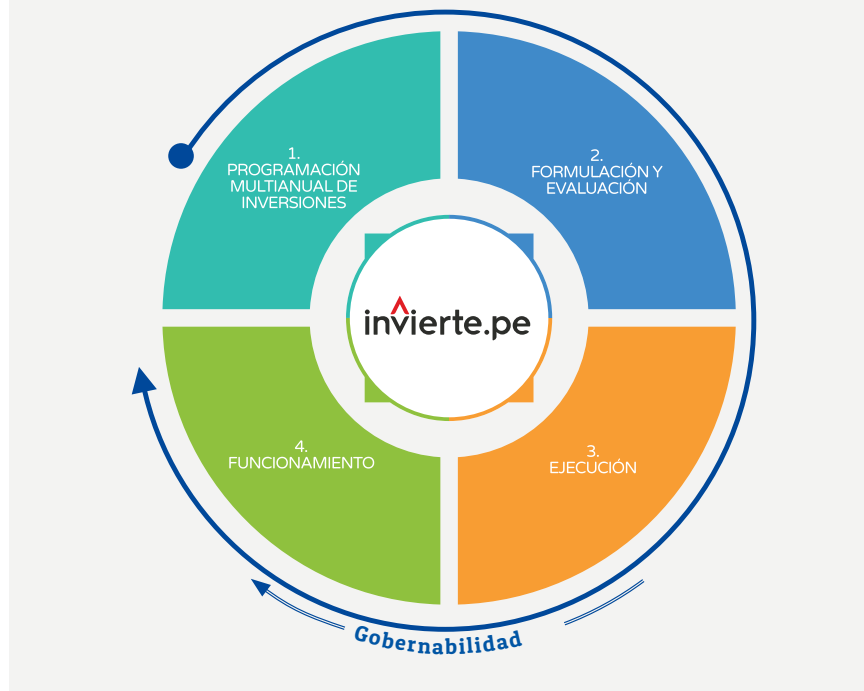 1.
PROGRAMACIÓN
MULTIANUAL DE
INVERSIONES
2.
FORMULACIÓN Y
EVALUACIÓN
invierte.pe
4.
FUNCIONAMIENTO
3.
EJECUCIÓN
Gobernabilidad